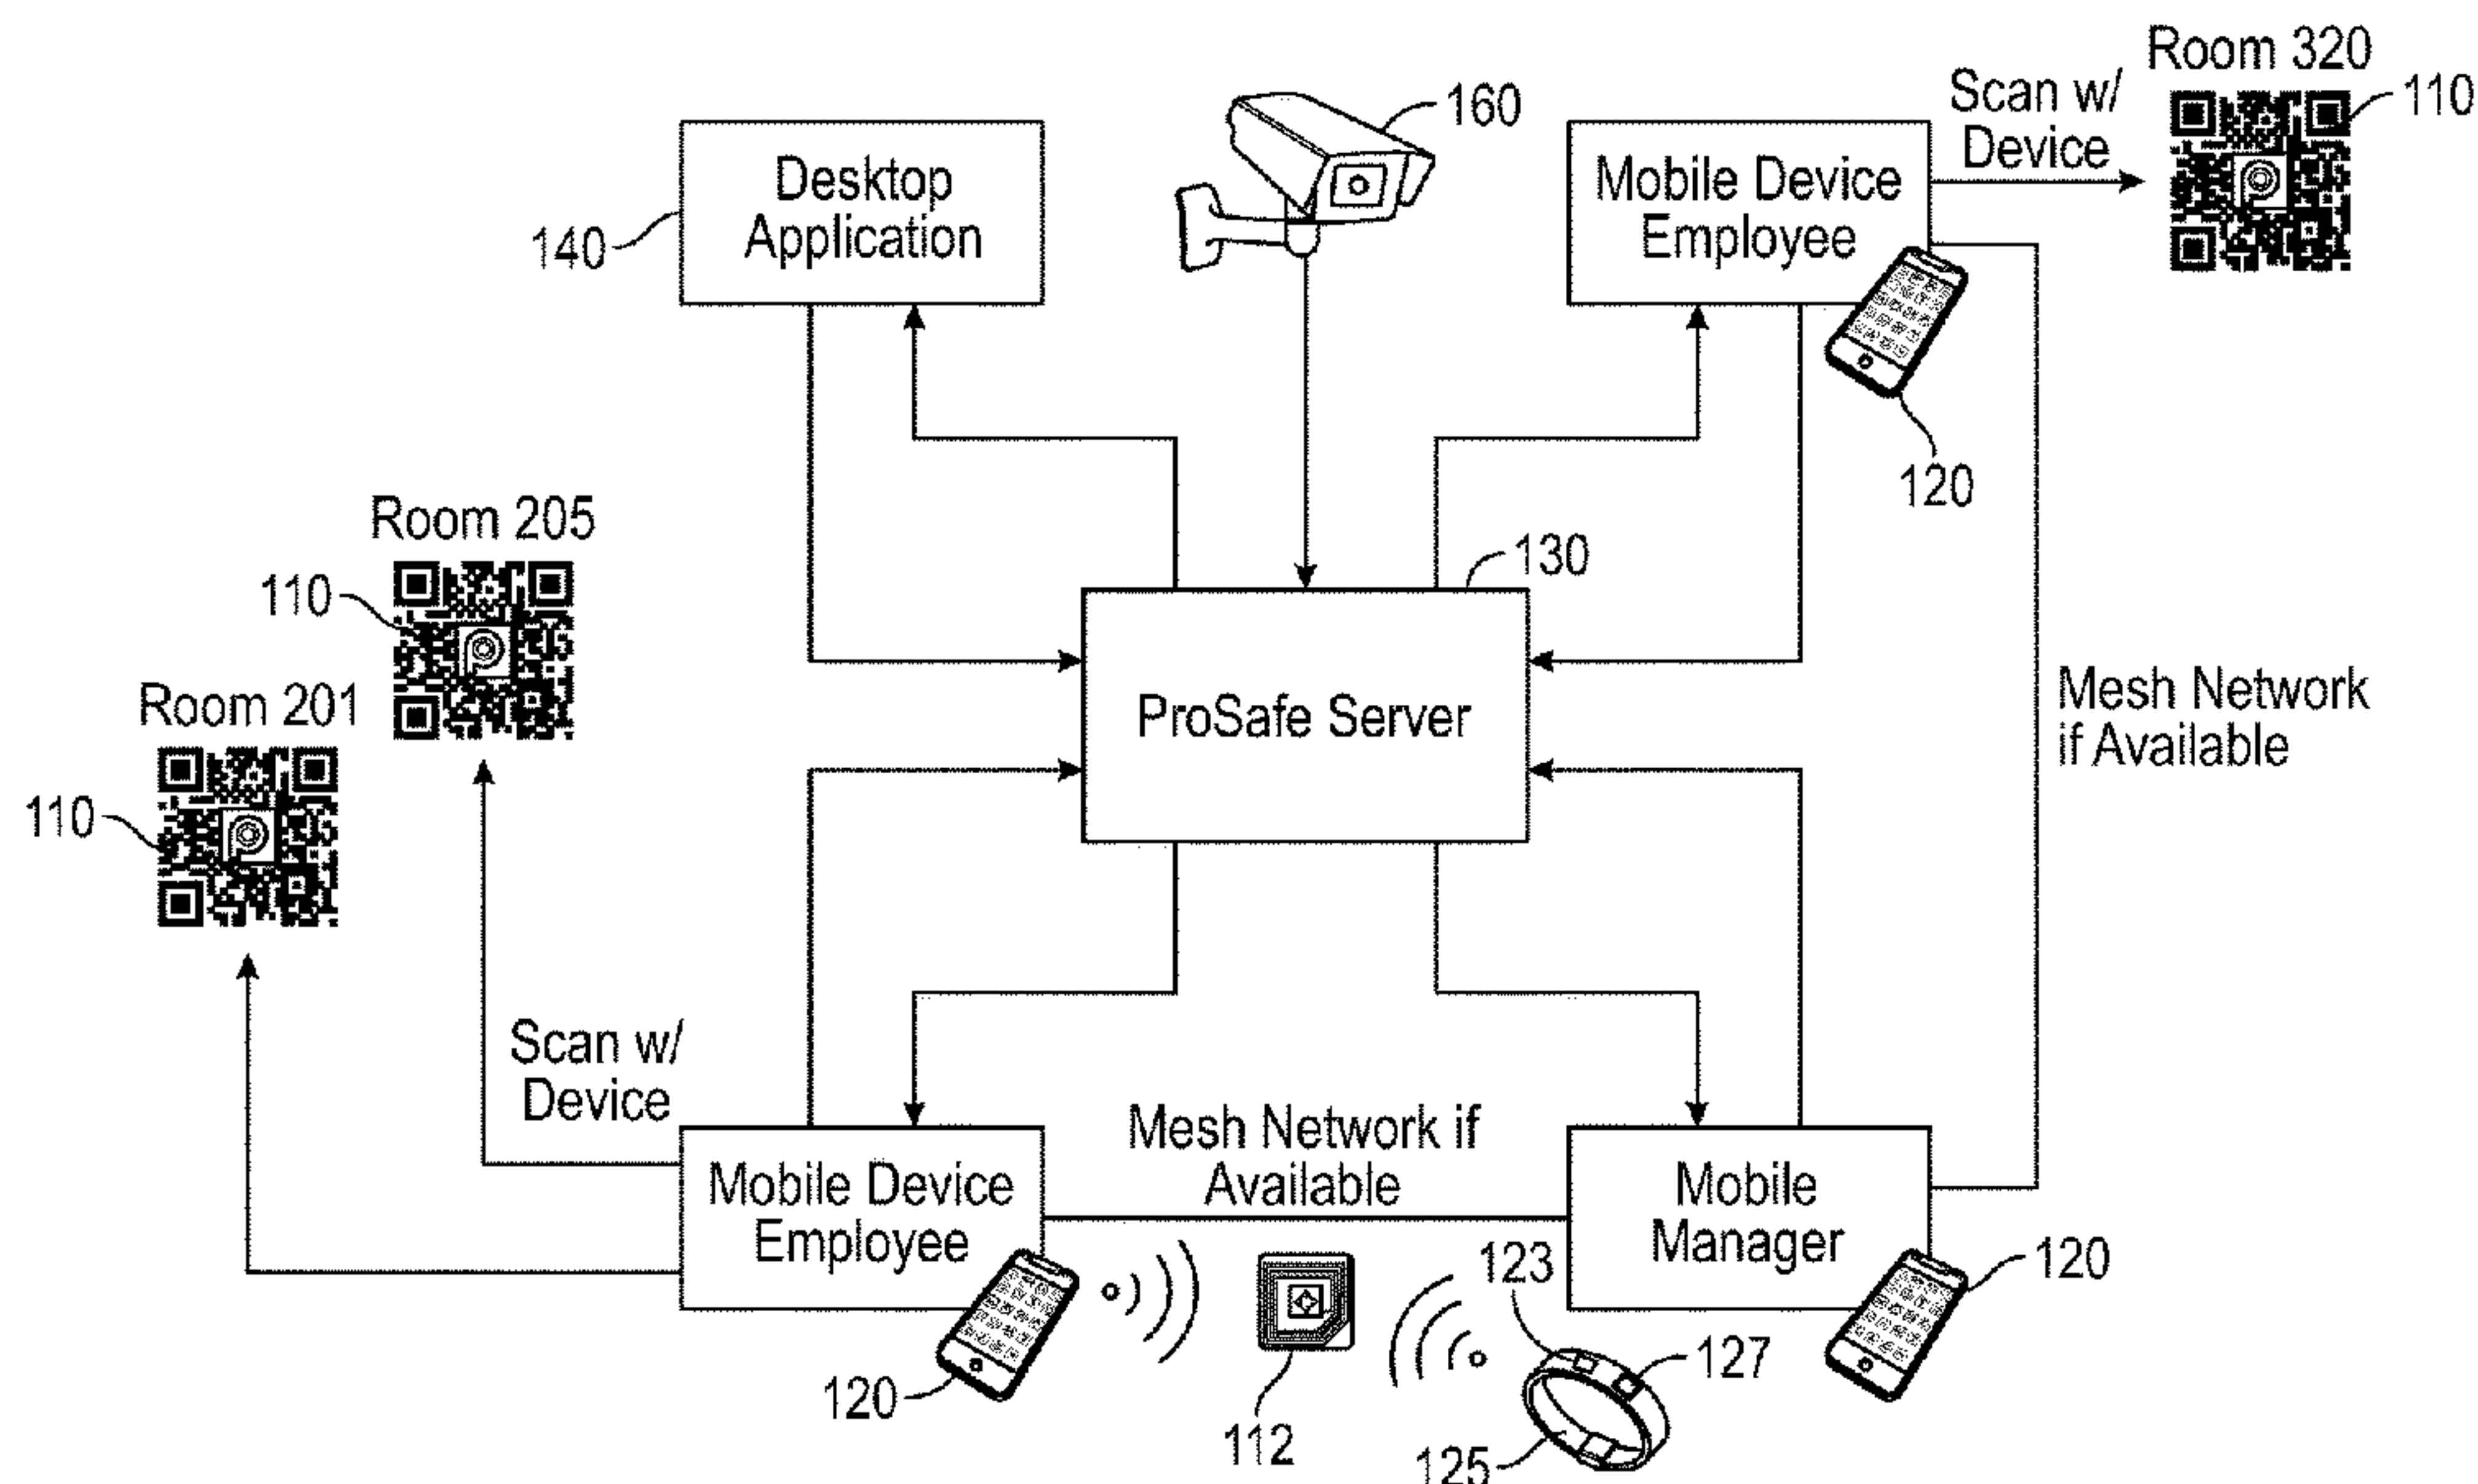 Room 320
Scan w/
Device
110
160
Desktop
Application
140
Mobile Device
Employee
120
Room 205
110
130
ProSafe Server
Mesh Network
if Available
Room 201
110
Scan w/
Device
Mesh Network if
Available
Mobile Device
Employee
120
Mobile
Manager
120
123
127
112
125